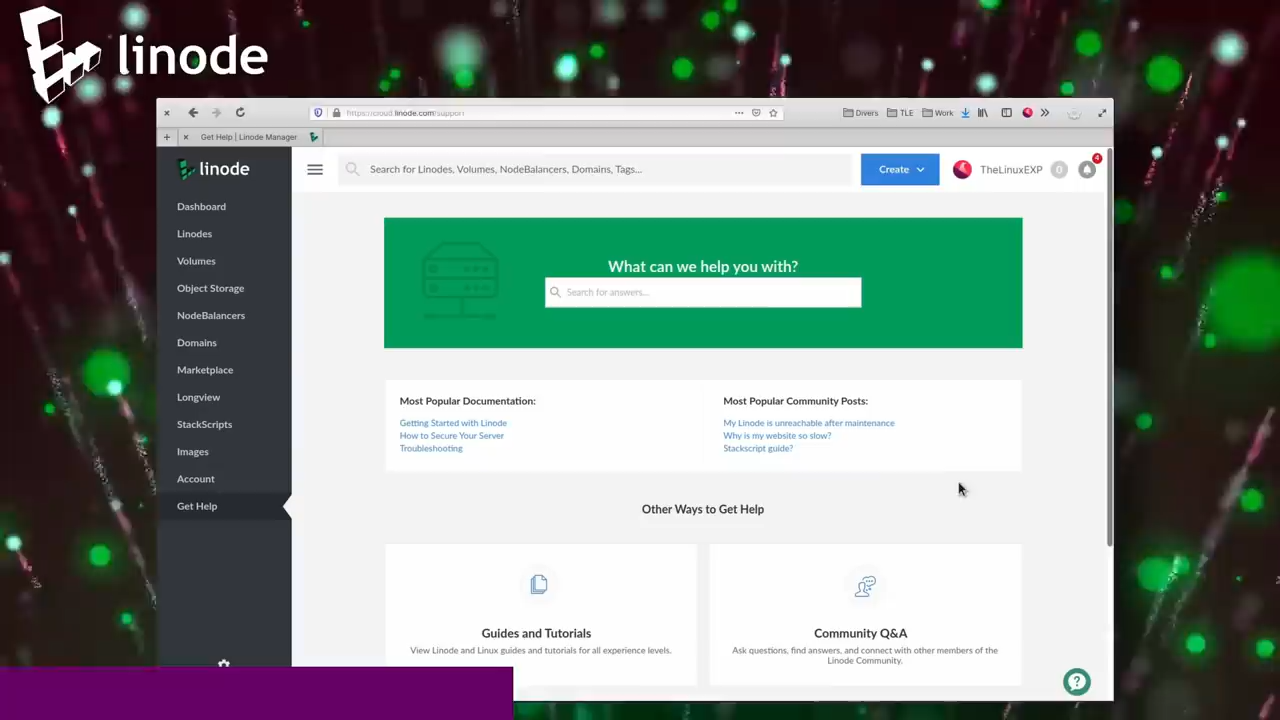 linode
https://cloud.linode.com/support
Divers
TLE
Work
Get Help | Linode Manager
linode
Search for Linodes, Volumes, NodeBalancers, Domains, Tags...
Create
TheLinuxEXP
0
4
Dashboard
Linodes
Volumes
Object Storage
NodeBalancers
Domains
Marketplace
Longview
StackScripts
Images
Account
Get Help
What can we help you with?
Search for answers...
Most Popular Documentation:
Getting Started with Linode
How to Secure Your Server
Troubleshooting
Most Popular Community Posts:
My Linode is unreachable after maintenance
Why is my website so slow?
Stackscript guide?
Other Ways to Get Help
Guides and Tutorials
View Linode and Linux guides and tutorials for all experience levels.
Community Q&A
Ask questions, find answers, and connect with other members of the
Linode Community.